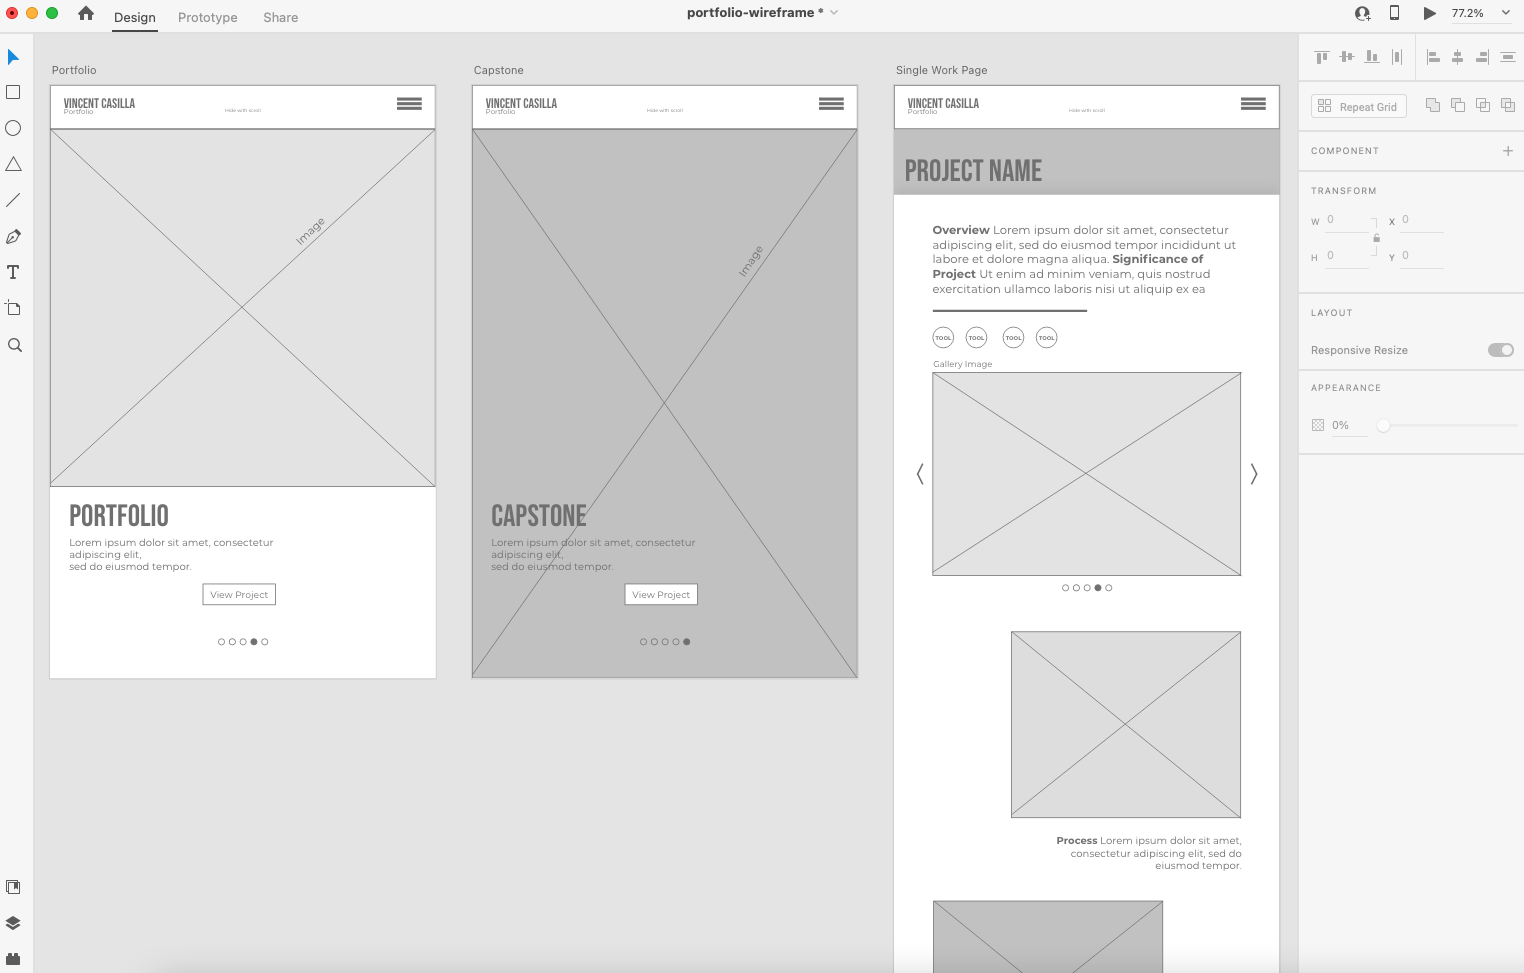 Design
Prototype
Share
portfolio-wireframe *
77.2%
Portfolio
VINCENT CASILLA
Portfolio
Hide with scroll
Image
PORTFOLIO
Lorem ipsum dolor sit amet, consectetur
adipiscing elit,
sed do eiusmod tempor.
View Project
Capstone
VINCENT CASILLA
Portfolio
Hide with scroll
Image
CAPSTONE
Lorem ipsum dolor sit amet, consectetur
adipiscing elit,
sed do eiusmod tempor.
View Project
Single Work Page
VINCENT CASILLA
Portfolio
Hide with scroll
PROJECT NAME
Overview Lorem ipsum dolor sit amet, consectetur
adipiscing elit, sed do eiusmod tempor incididunt ut
labore et dolore magna aliqua. Significance of
Project Ut enim ad minim veniam, quis nostrud
exercitation ullamco laboris nisi ut aliquip ex ea
TOOL TOOL TOOL TOOL
Gallery Image
Process Lorem ipsum dolor sit amet,
consectetur adipiscing elit, sed do
eiusmod tempor.
Repeat Grid
COMPONENT
TRANSFORM
W 0 X 0
H 0 Y 0
LAYOUT
Responsive Resize
APPEARANCE
0%